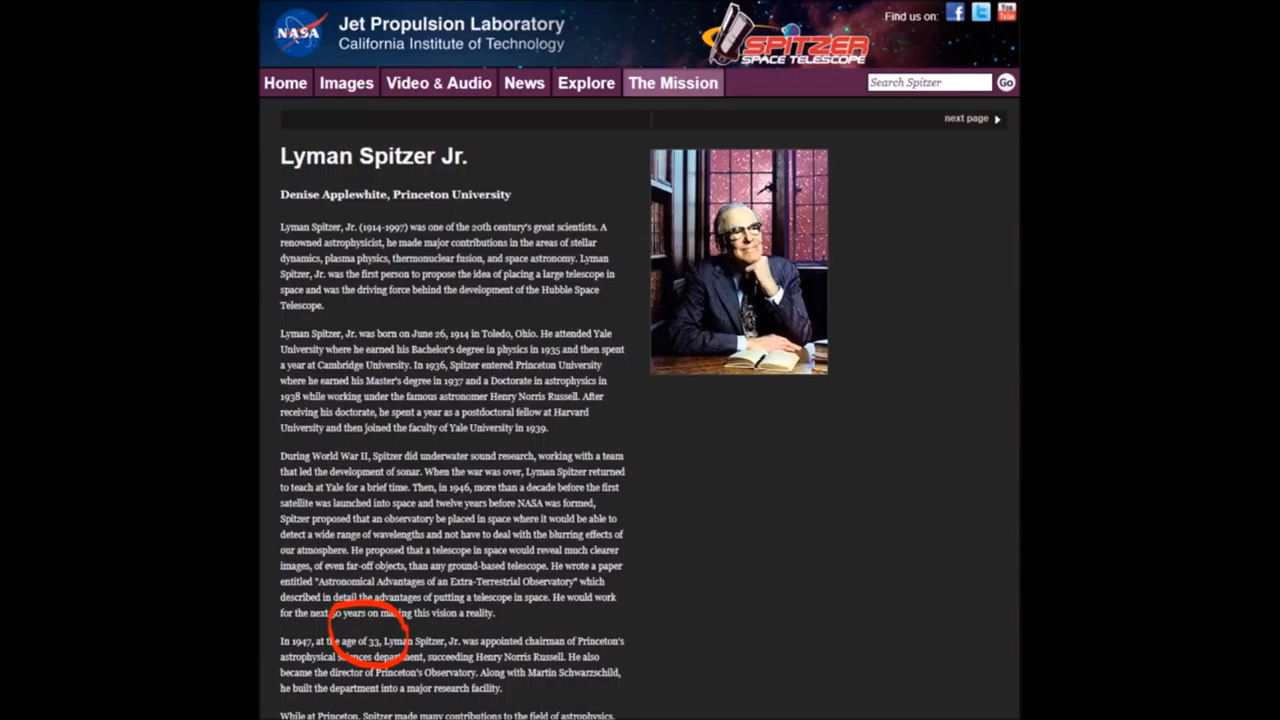 NASA
Jet Propulsion Laboratory
California Institute of Technology
SPITZER
SPACE TELESCOPE
Find us on:
You
Tube
Home
Images
Video & Audio
News
Explore
The Mission
Search Spitzer
Go
next page
Lyman Spitzer Jr.
Denise Applewhite, Princeton University
Lyman Spitzer, Jr. (1914-1997) was one of the 20th century's great scientists. A
renowned astrophysicist, he made major contributions in the areas of stellar
dynamics, plasma physics, thermonuclear fusion, and space astronomy. Lyman
Spitzer, Jr. was the first person to propose the idea of placing a large telescope in
space and was the driving force behind the development of the Hubble Space
Telescope.
Lyman Spitzer, Jr. was born on June 26, 1914 in Toledo, Ohio. He attended Yale
University where he earned his Bachelor's degree in physics in 1935 and then spent
a year at Cambridge University. In 1936, Spitzer entered Princeton University
where he earned his Master's degree in 1937 and a Doctorate in astrophysics in
1938 while working under the famous astronomer Henry Norris Russell. After
receiving his doctorate, he spent a year as a postdoctoral fellow at Harvard
University and then joined the faculty of Yale University in 1939.
During World War II, Spitzer did underwater sound research, working with a team
that led the development of sonar. When the war was over, Lyman Spitzer returned
to teach at Yale for a brief time. Then, in 1946, more than a decade before the first
satellite was launched into space and twelve years before NASA was formed,
Spitzer proposed that an observatory be placed in space where it would be able to
detect a wide range of wavelengths and not have to deal with the blurring effects of
our atmosphere. He proposed that a telescope in space would reveal much clearer
images, of even far-off objects, than any ground-based telescope. He wrote a paper
entitled "Astronomical Advantages of an Extra-Terrestrial Observatory" which
described in detail the advantages of putting a telescope in space. He would work
for the next 50 years on making this vision a reality.
In 1947, at the age of 33, Lyman Spitzer, Jr. was appointed chairman of Princeton's
astrophysical sciences department, succeeding Henry Norris Russell. He also
became the director of Princeton's Observatory. Along with Martin Schwarzschild,
he built the department into a major research facility.
While at Princeton, Spitzer made many contributions to the field of astrophysics.